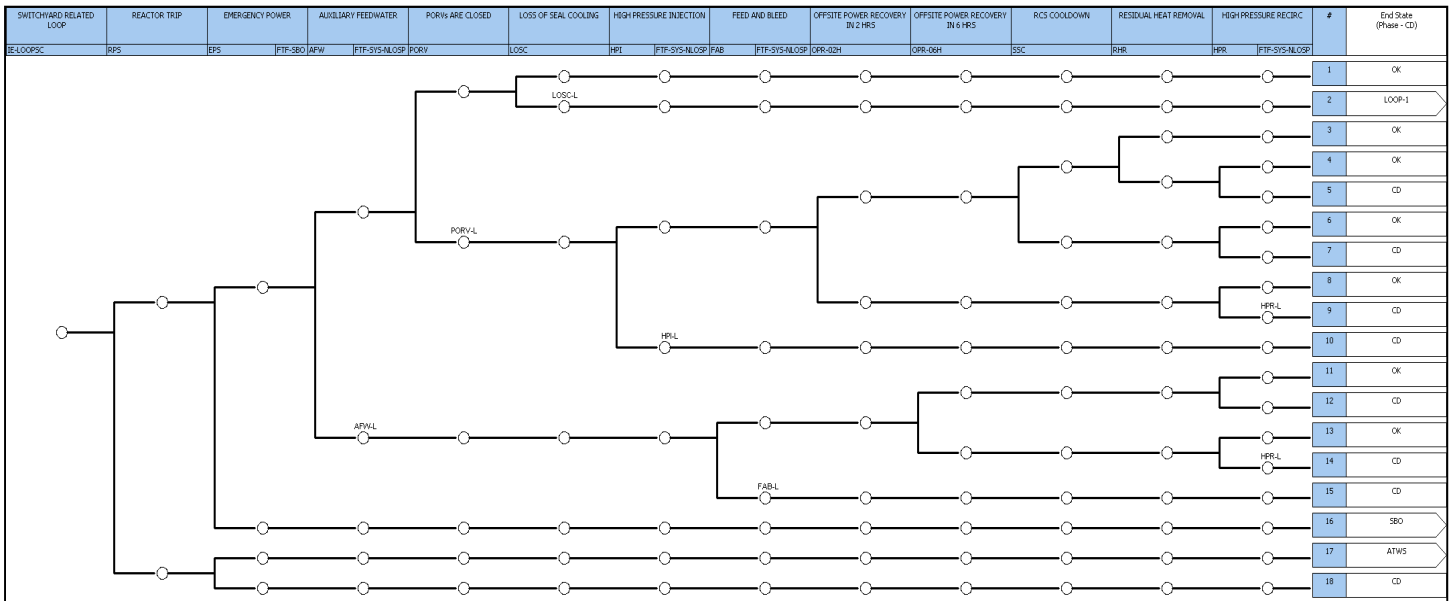 SWITCHYARD RELATED LOOP
REACTOR TRIP
EMERGENCY POWER
AUXILIARY FEEDWATER
PORVs ARE CLOSED
LOSS OF SEAL COOLING
HIGH PRESSURE INJECTION
FEED AND BLEED
OFFSITE POWER RECOVERY IN 2 HRS
OFFSITE POWER RECOVERY IN 6 HRS
RCS COOLDOWN
RESIDUAL HEAT REMOVAL
HIGH PRESSURE RECIRC
#
End State
(Phase - CD)
IE-LOOPSC
RPS
EPS
FTF-SBO
AFW
FTF-SYS-NLOSP
PORV
LOSC
HPI
FTF-SYS-NLOSP
FAB
FTF-SYS-NLOSP
OPR-02H
OPR-06H
SSC
RHR
HPR
FTF-SYS-NLOSP
1 OK
LOSC-L
2 LOOP-1
3 OK
4 OK
5 CD
6 OK
PORV-L
7 CD
8 OK
HPR-L
9 CD
HPI-L
10 CD
11 OK
12 CD
AFW-L
13 OK
HPR-L
14 CD
FAB-L
15 CD
16 SBO
17 ATWS
18 CD